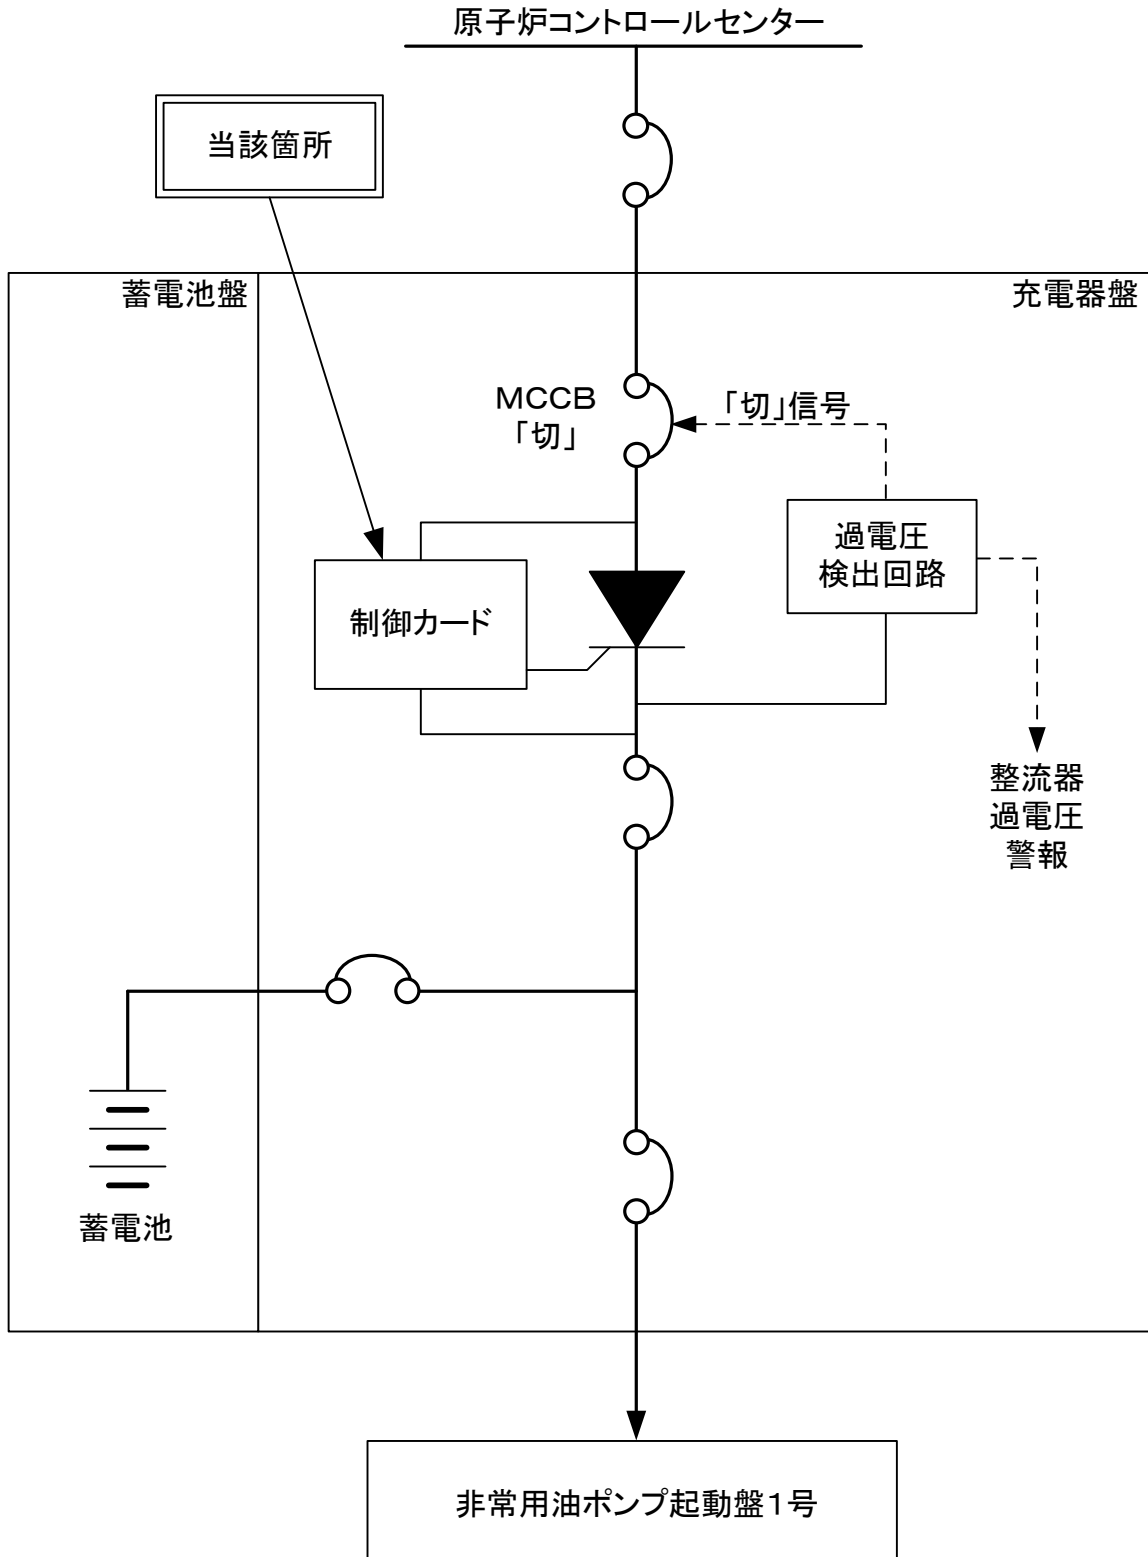 原子炉コントロールセンター
当該箇所
蓄電池盤
充電器盤
MCCB
「切」
「切」信号
過電圧
検出回路
制御カード
整流器
過電圧
警報
蓄電池
非常用油ポンプ起動盤1号